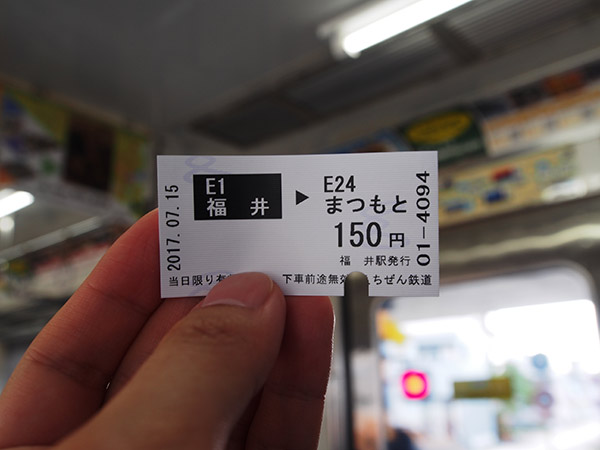 2017.07.15
E1
福　井
▶
E24
まつもと
150円
福　井駅発行
01-4094
当日限り有 下車前途無効 ちぜん鉄道